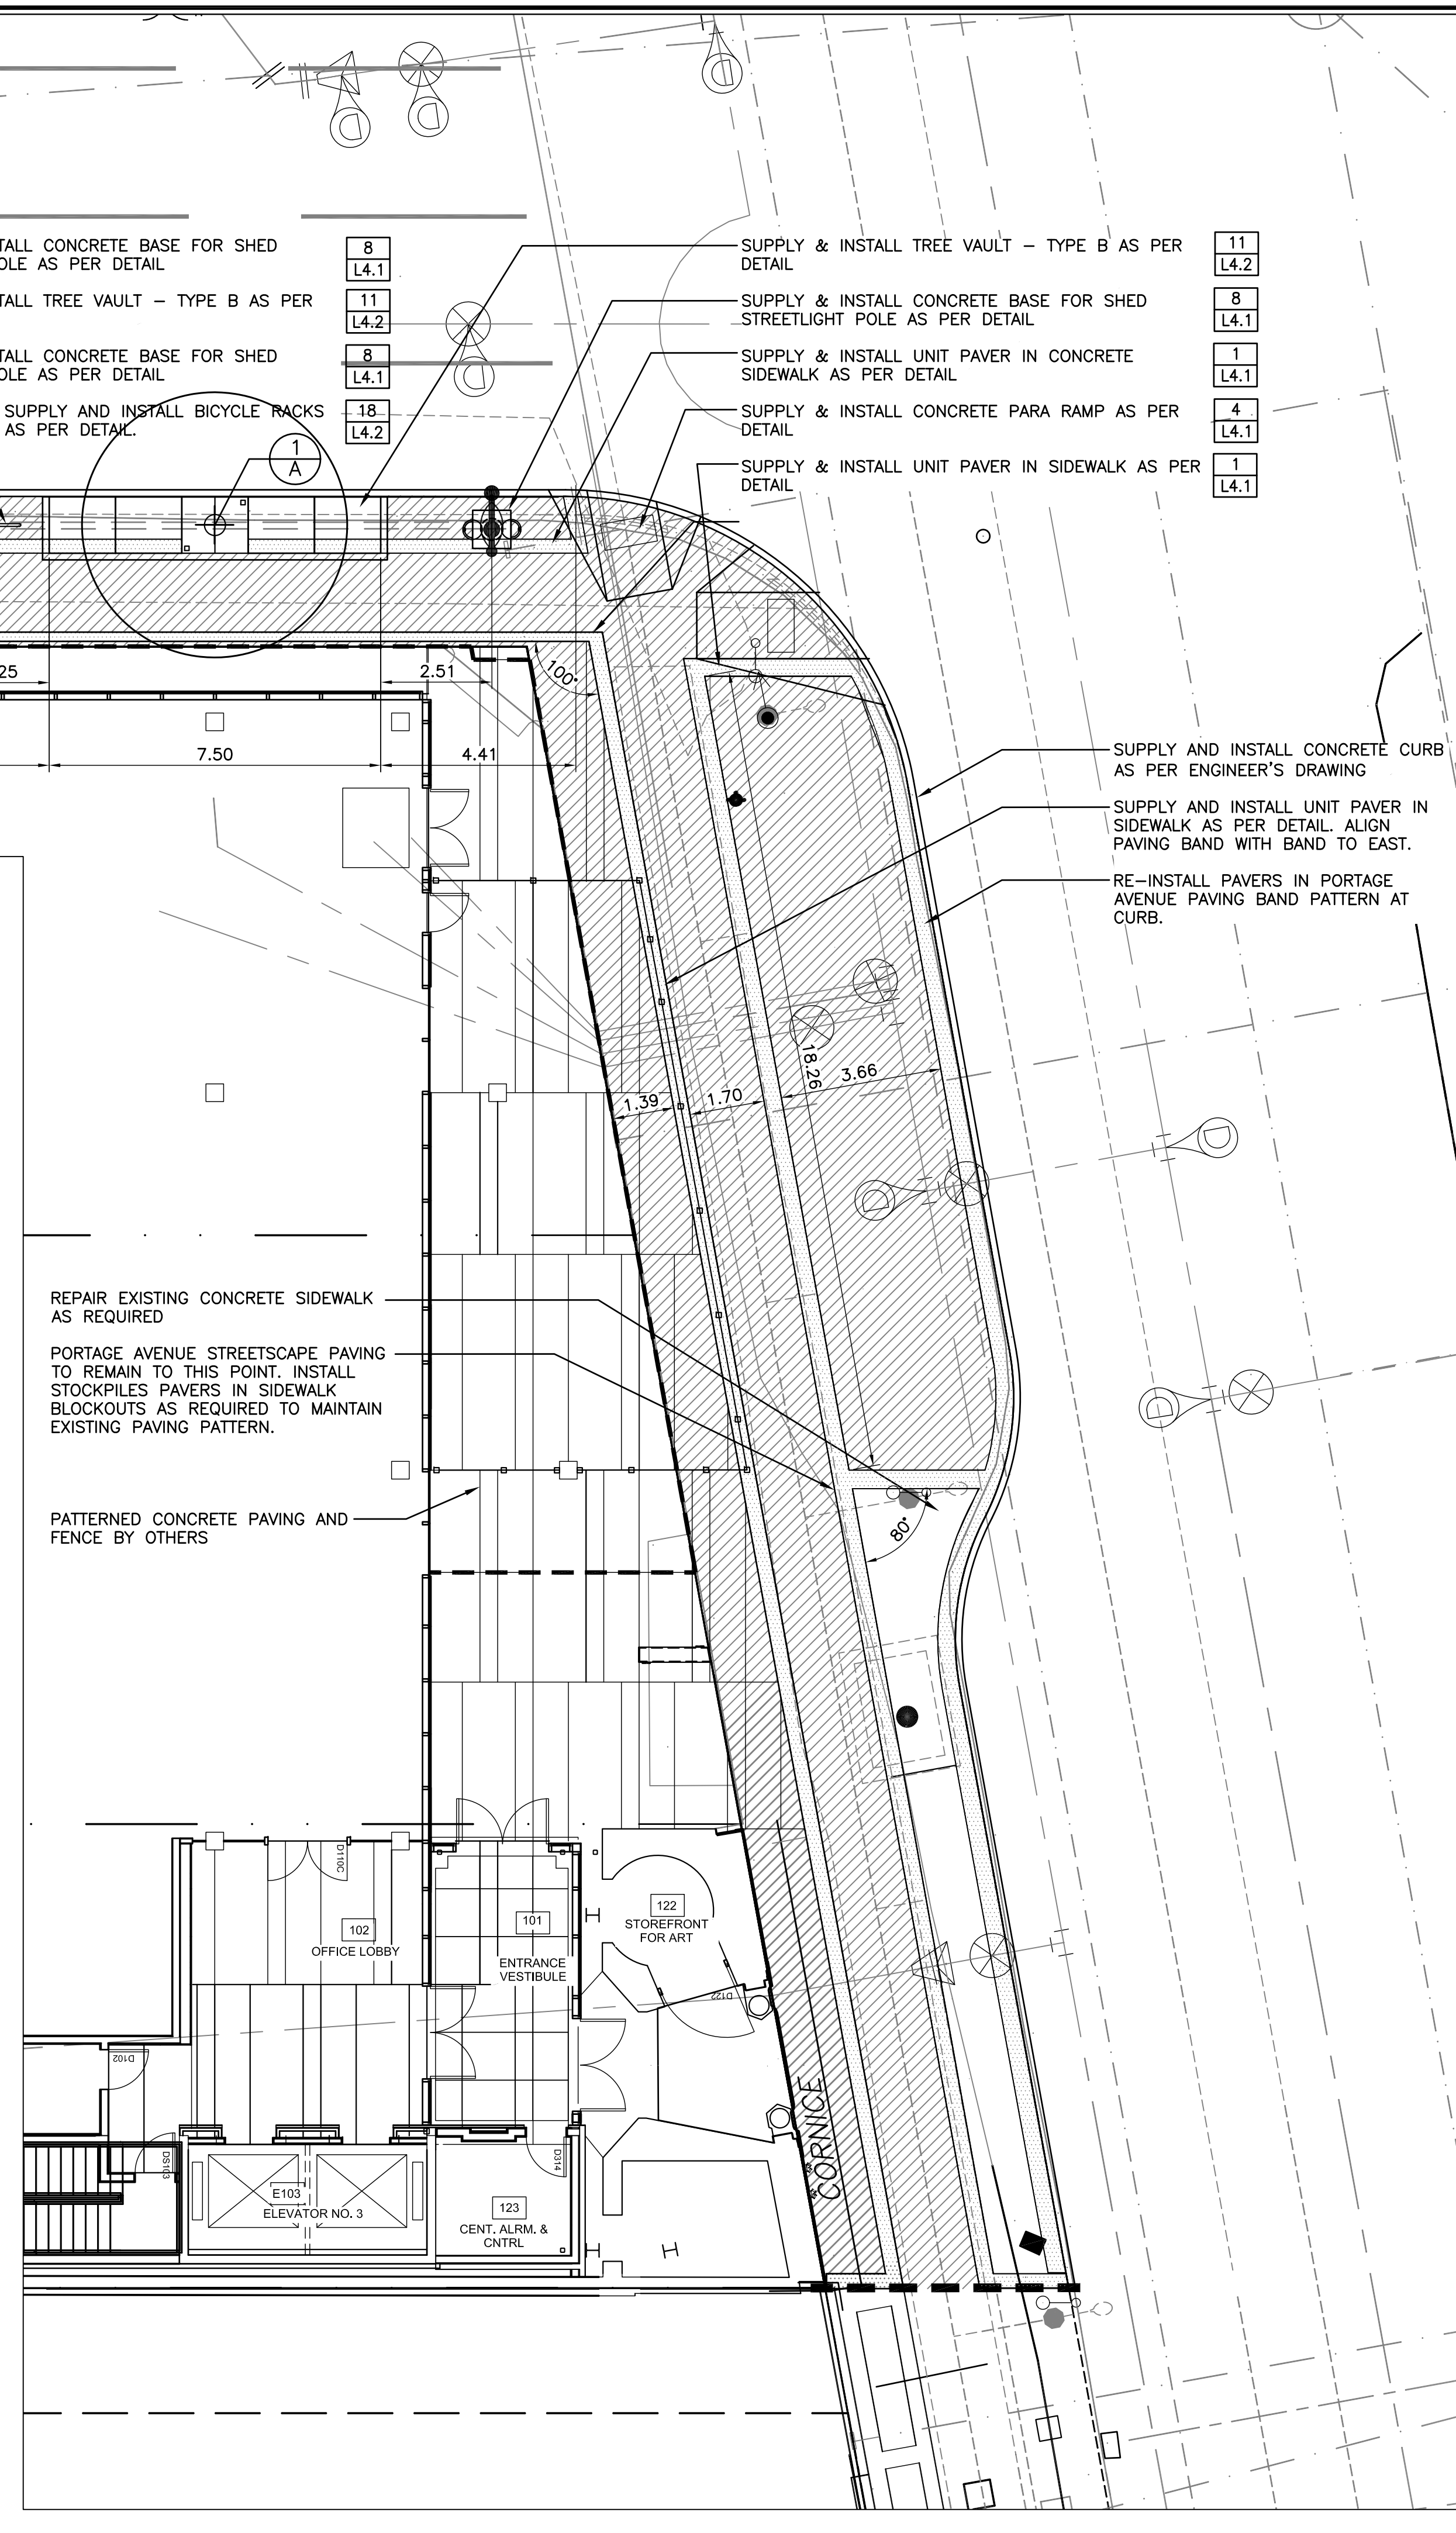 TALL CONCRETE BASE FOR SHED
OLE AS PER DETAIL
8
L4.1
TALL TREE VAULT – TYPE B AS PER
11
L4.2
TALL CONCRETE BASE FOR SHED
OLE AS PER DETAIL
8
L4.1
SUPPLY AND INSTALL BICYCLE RACKS
AS PER DETAIL.
18
L4.2
1
A
SUPPLY & INSTALL TREE VAULT – TYPE B AS PER
DETAIL
11
L4.2
SUPPLY & INSTALL CONCRETE BASE FOR SHED
STREETLIGHT POLE AS PER DETAIL
8
L4.1
SUPPLY & INSTALL UNIT PAVER IN CONCRETE
SIDEWALK AS PER DETAIL
1
L4.1
SUPPLY & INSTALL CONCRETE PARA RAMP AS PER
DETAIL
4
L4.1
SUPPLY & INSTALL UNIT PAVER IN SIDEWALK AS PER
DETAIL
1
L4.1
25
2.51
100°
7.50
4.41
SUPPLY AND INSTALL CONCRETE CURB
AS PER ENGINEER'S DRAWING
SUPPLY AND INSTALL UNIT PAVER IN
SIDEWALK AS PER DETAIL. ALIGN
PAVING BAND WITH BAND TO EAST.
RE-INSTALL PAVERS IN PORTAGE
AVENUE PAVING BAND PATTERN AT
CURB.
18.26
3.66
1.39
1.70
REPAIR EXISTING CONCRETE SIDEWALK
AS REQUIRED
PORTAGE AVENUE STREETSCAPE PAVING
TO REMAIN TO THIS POINT. INSTALL
STOCKPILES PAVERS IN SIDEWALK
BLOCKOUTS AS REQUIRED TO MAINTAIN
EXISTING PAVING PATTERN.
PATTERNED CONCRETE PAVING AND
FENCE BY OTHERS
80°
D110C
102
OFFICE LOBBY
101
ENTRANCE
VESTIBULE
122
STOREFRONT
FOR ART
D122
D102
DS103
D314
CORNICE
E103
ELEVATOR NO. 3
123
CENT. ALRM. &
CNTRL
D
D
D
D
D
D
D